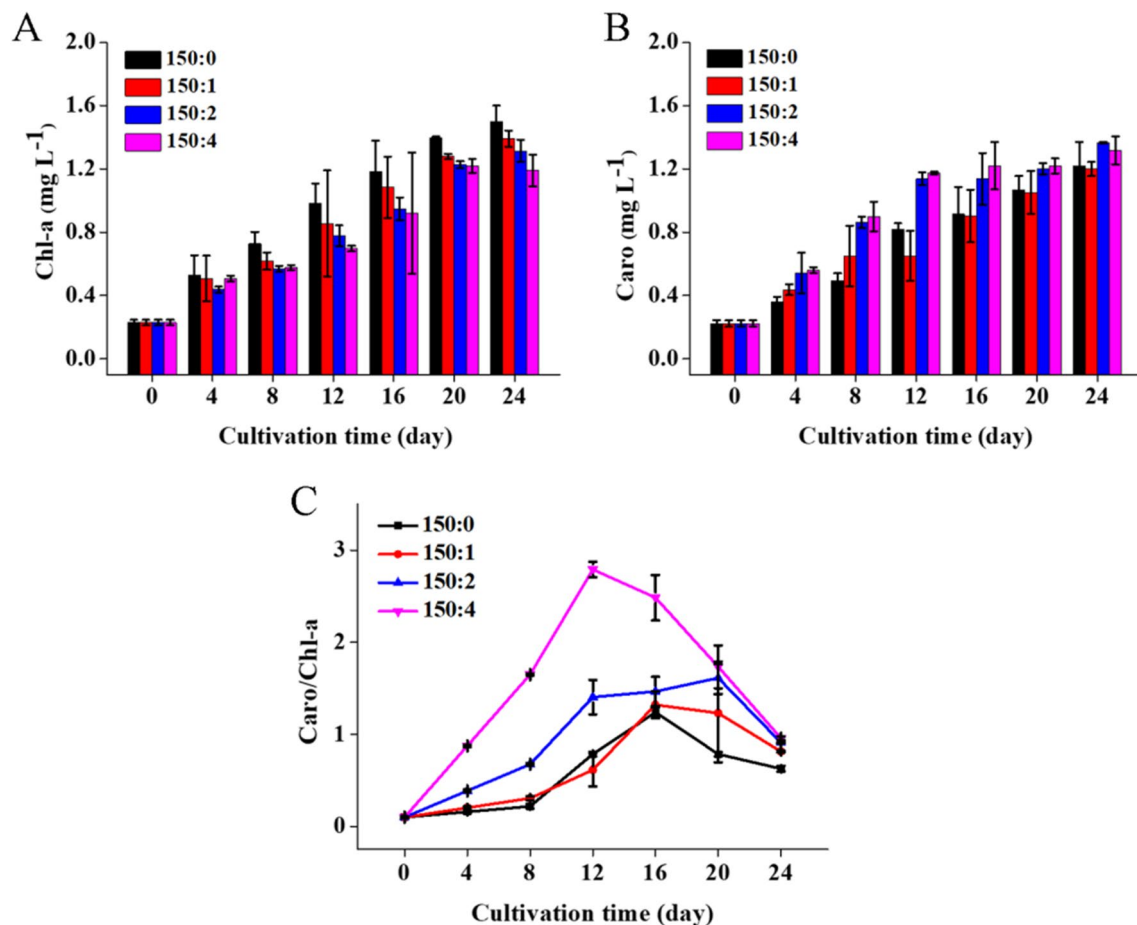 A
2.0
1.6
1.2
0.8
0.4
0.0
Chl-a (mg L⁻¹)
150:0
150:1
150:2
150:4
0 4 8 12 16 20 24
Cultivation time (day)
B
2.0
1.6
1.2
0.8
0.4
0.0
Caro (mg L⁻¹)
150:0
150:1
150:2
150:4
0 4 8 12 16 20 24
Cultivation time (day)
C
3
2
1
0
Caro/Chl-a
150:0
150:1
150:2
150:4
0 4 8 12 16 20 24
Cultivation time (day)